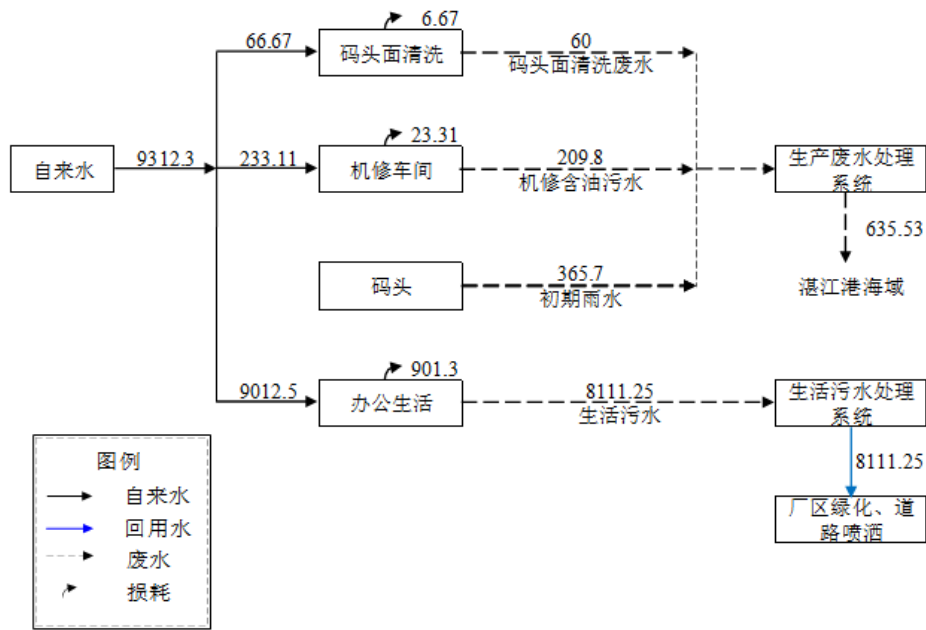 6.67
66.67
码头面清洗
60
码头面清洗废水
自来水
9312.3
23.31
233.11
机修车间
209.8
机修含油污水
生产废水处理
系统
635.53
湛江港海域
码头
365.7
初期雨水
901.3
9012.5
办公生活
8111.25
生活污水
生活污水处理
系统
8111.25
厂区绿化、道
路喷洒
图例
自来水
回用水
废水
损耗